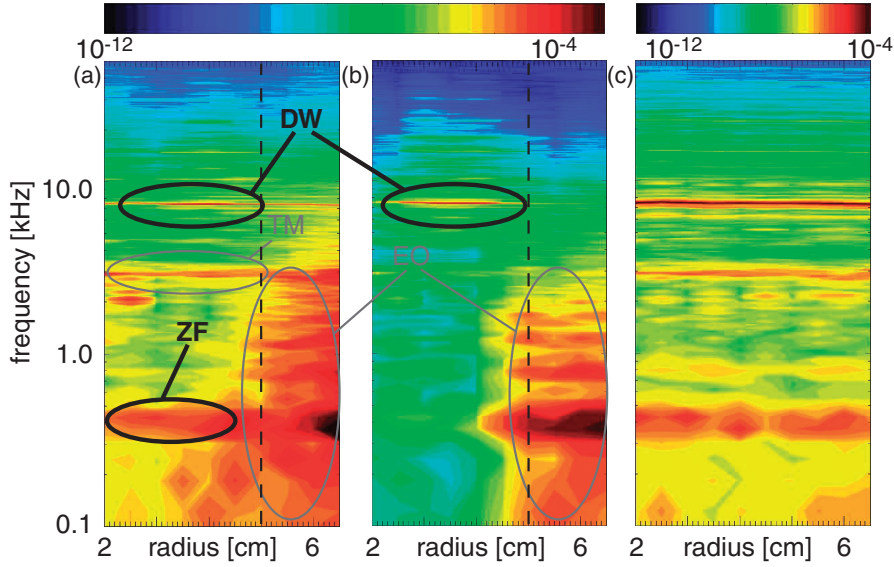 10-12 10-4 10-12 10-4
(a) (b) (c)
DW
10.0
TM
EO
frequency [kHz]
ZF
1.0
0.1
2 radius [cm] 6 2 radius [cm] 6 2 radius [cm] 6